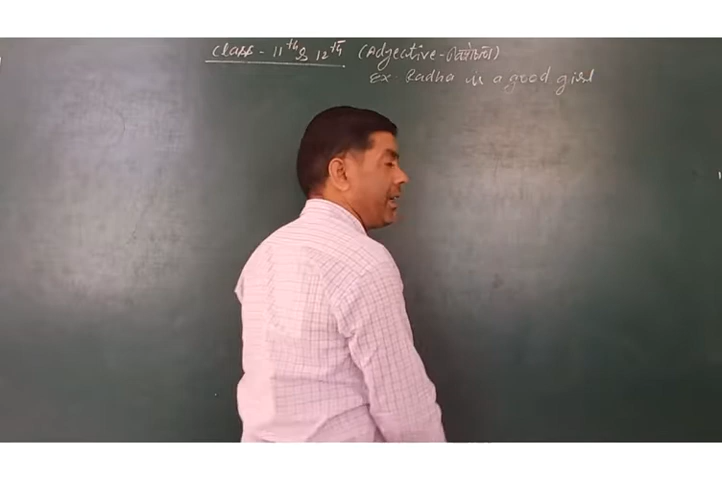 Class - 11th & 12th (Adjective - विशेषण)
Ex - Radha is a good girl